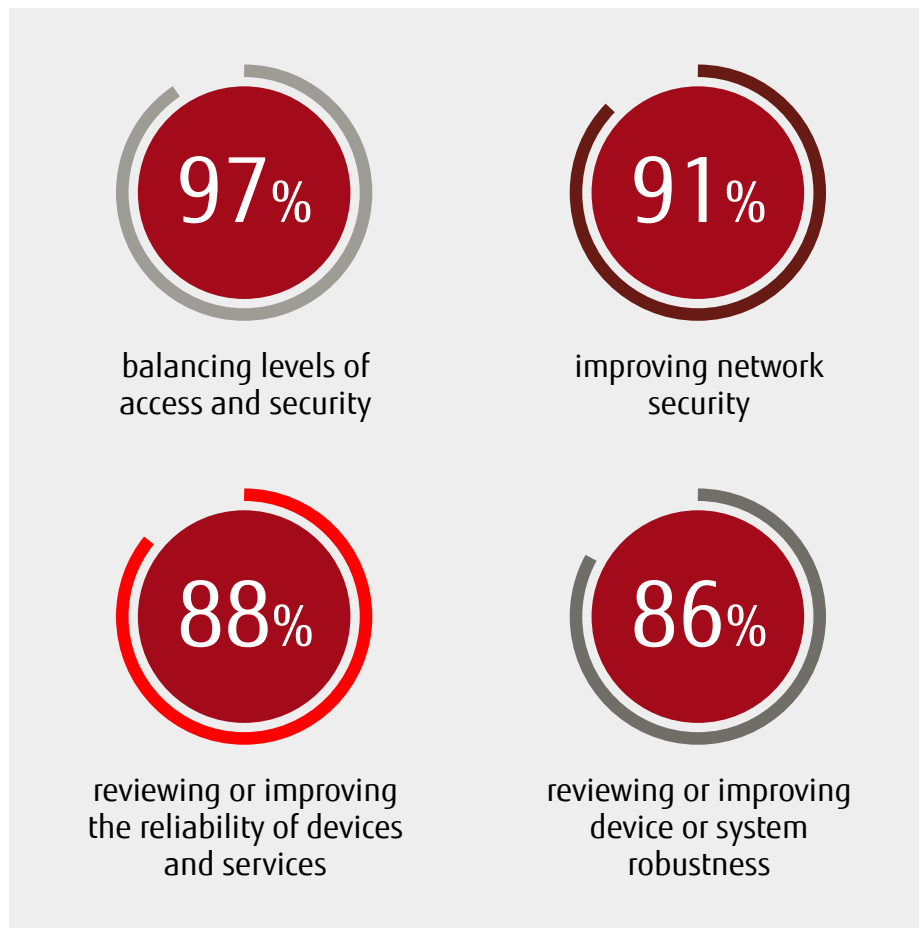 97%
balancing levels of
access and security
91%
improving network
security
88%
reviewing or improving
the reliability of devices
and services
86%
reviewing or improving
device or system
robustness